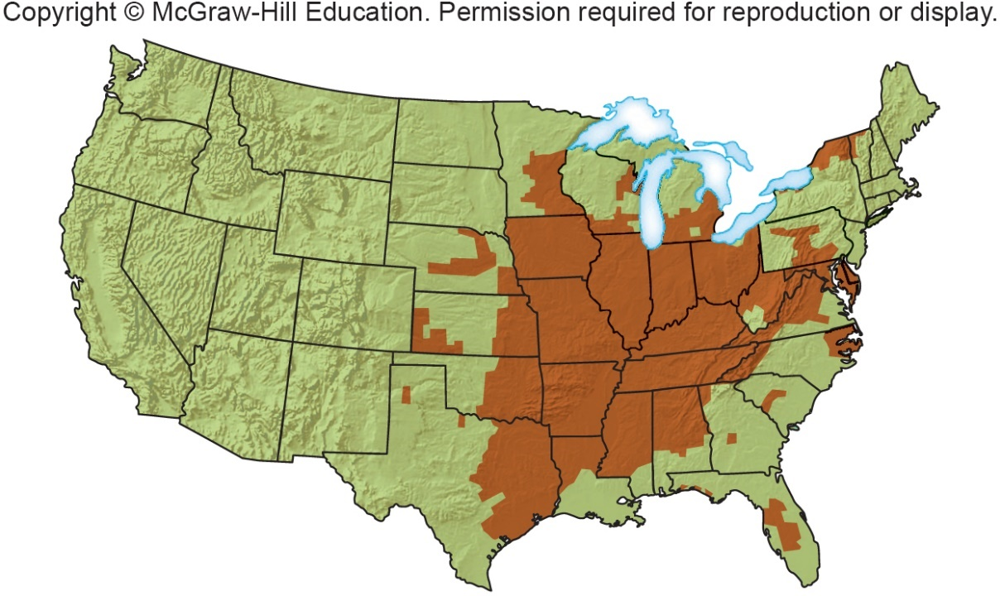 Copyright © McGraw-Hill Education. Permission required for reproduction or display.